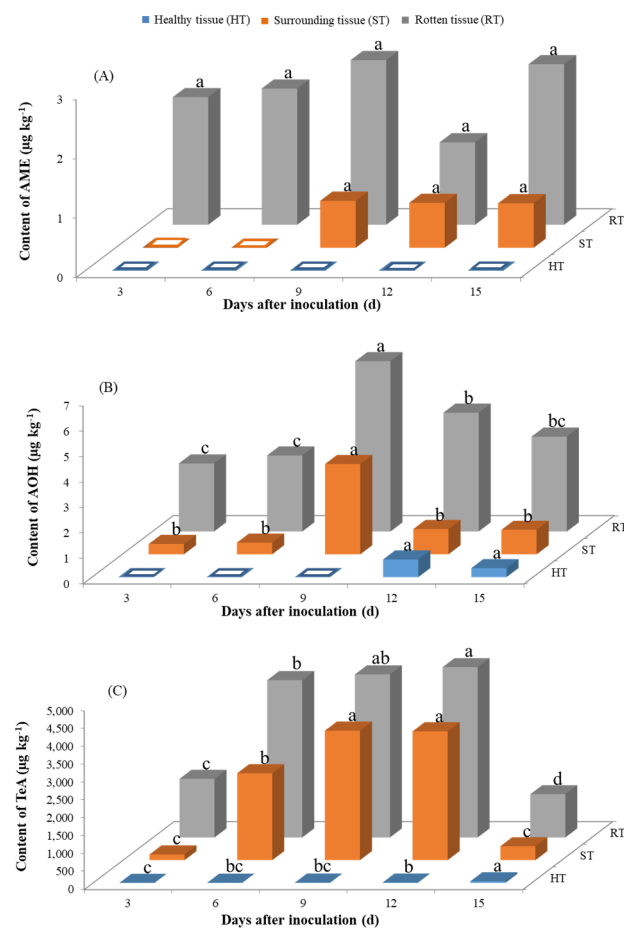 Healthy tissue (HT) Surrounding tissue (ST) Rotten tissue (RT)
(A)
a a a a a
a a a
Content of AME (µg kg⁻¹)
3
2
1
0
RT
ST
HT
3 6 9 12 15
Days after inoculation (d)
(B)
c c a b bc
b b a b b
a a
Content of AOH (µg kg⁻¹)
7
6
5
4
3
2
1
0
RT
ST
HT
3 6 9 12 15
Days after inoculation (d)
(C)
c b ab a d
c b a a c
c bc bc b a
Content of TeA (µg kg⁻¹)
5,000
4,500
4,000
3,500
3,000
2,500
2,000
1,500
1,000
500
0
RT
ST
HT
3 6 9 12 15
Days after inoculation (d)